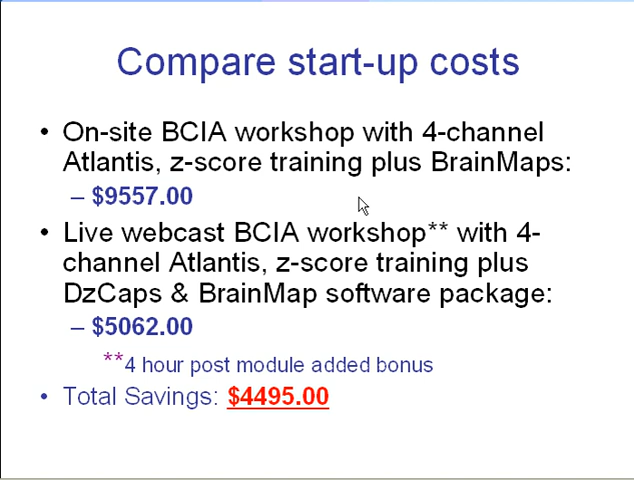 Compare start-up costs
• On-site BCIA workshop with 4-channel
Atlantis, z-score training plus BrainMaps:
– $9557.00
• Live webcast BCIA workshop** with 4-
channel Atlantis, z-score training plus
DzCaps & BrainMap software package:
– $5062.00
**4 hour post module added bonus
• Total Savings: $4495.00